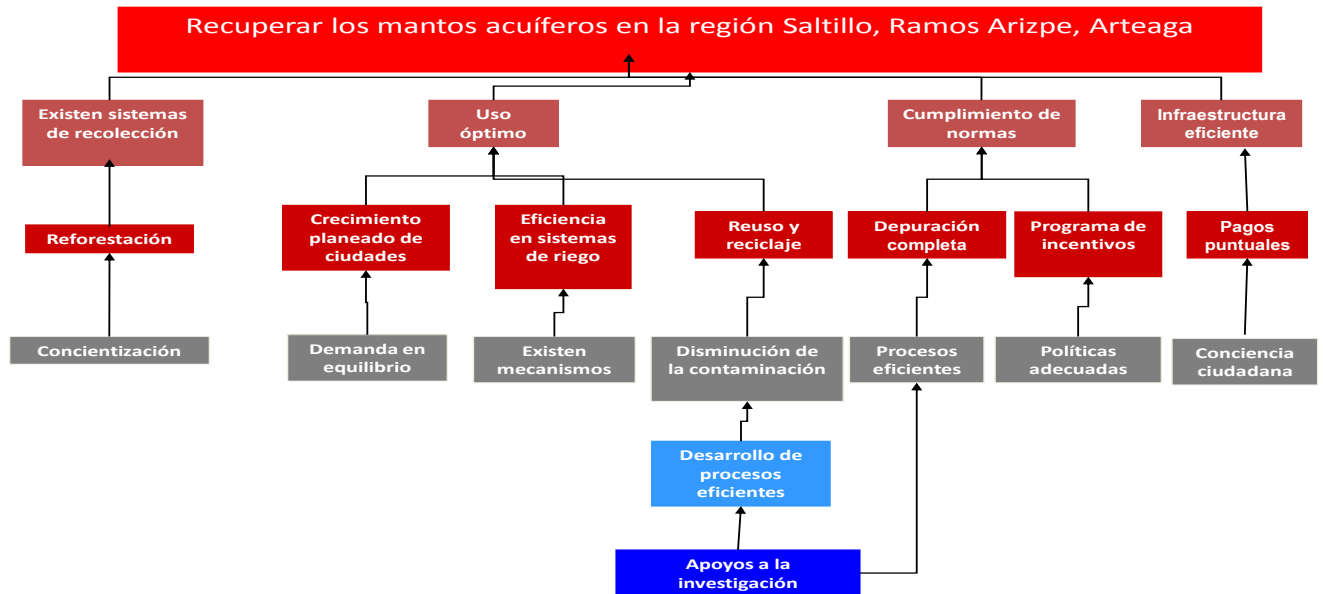 Recuperar los mantos acuíferos en la región Saltillo, Ramos Arizpe, Arteaga
Existen sistemas
de recolección
Uso
óptimo
Cumplimiento de
normas
Infraestructura
eficiente
Reforestación
Crecimiento
planeado de
ciudades
Eficiencia
en sistemas
de riego
Reuso y
reciclaje
Depuración
completa
Programa de
incentivos
Pagos
puntuales
Concientización
Demanda en
equilibrio
Existen
mecanismos
Disminución de
la contaminación
Procesos
eficientes
Políticas
adecuadas
Conciencia
ciudadana
Desarrollo de
procesos
eficientes
Apoyos a la
investigación